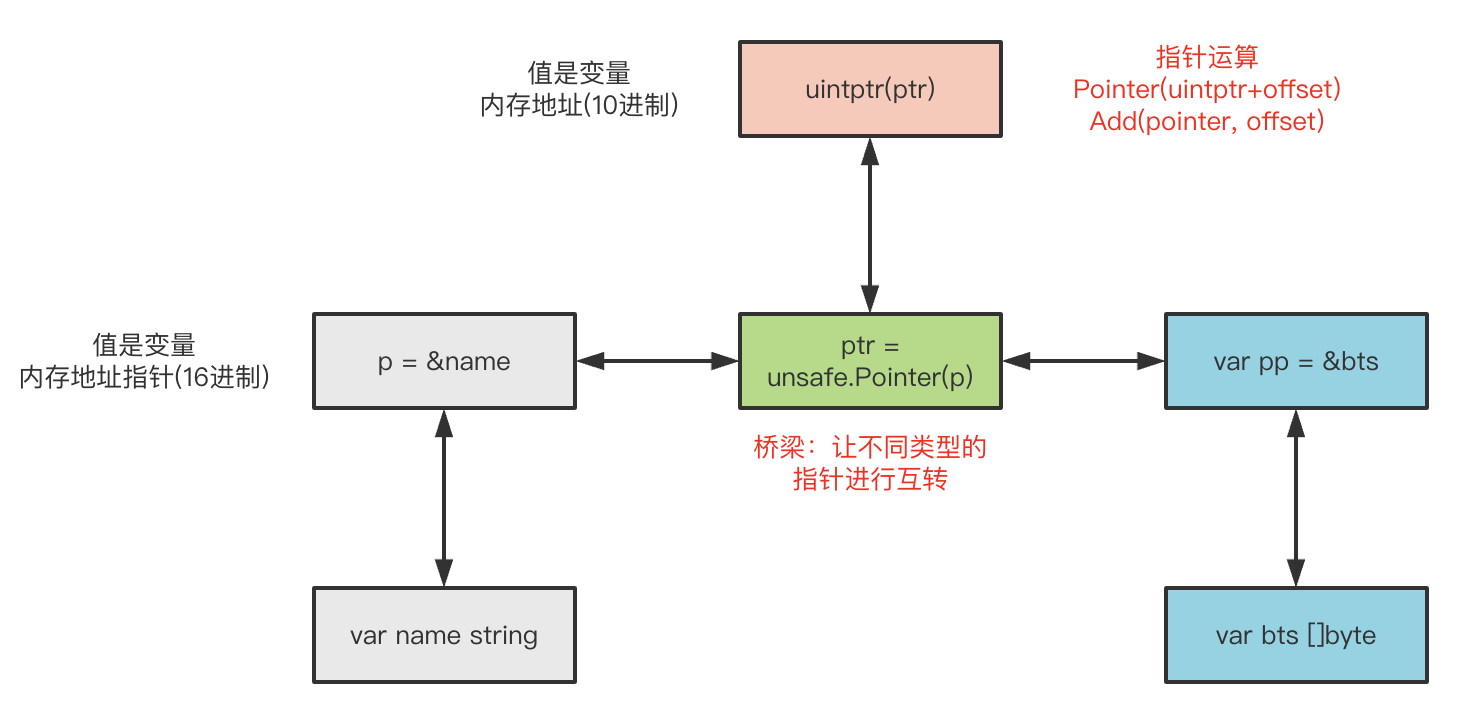 值是变量
内存地址(10进制)
uintptr(ptr)
指针运算
Pointer(uintptr+offset)
Add(pointer, offset)
值是变量
内存地址指针(16进制)
p = &name
ptr =
unsafe.Pointer(p)
var pp = &bts
桥梁：让不同类型的
指针进行互转
var name string
var bts []byte